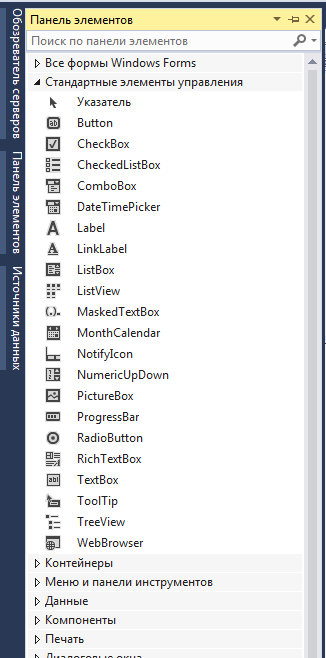 Обозреватель серверов
Панель элементов
Источники данных
Панель элементов
Поиск по панели элементов
Все формы Windows Forms
Стандартные элементы управления
Указатель
Button
CheckBox
CheckedListBox
ComboBox
DateTimePicker
Label
LinkLabel
ListBox
ListView
MaskedTextBox
MonthCalendar
NotifyIcon
NumericUpDown
PictureBox
ProgressBar
RadioButton
RichTextBox
TextBox
ToolTip
TreeView
WebBrowser
Контейнеры
Меню и панели инструментов
Данные
Компоненты
Печать
Диалоговые окна